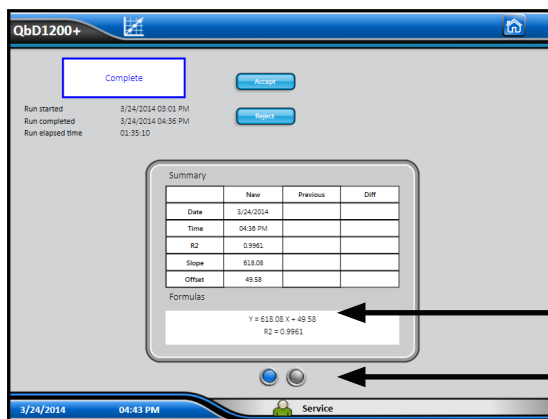 QbD1200+
Complete
Accept
Run started 3/24/2014 03:01 PM
Run completed 3/24/2014 04:36 PM
Reject
Run elapsed time 01:35:10
Summary
New Previous Diff
Date 3/24/2014
Time 04:36 PM
R2 0.9961
Slope 618.08
Offset 49.58
Formulas
Y = 618.08 X + 49.58
R2 = 0.9961
3/24/2014 04:43 PM Service